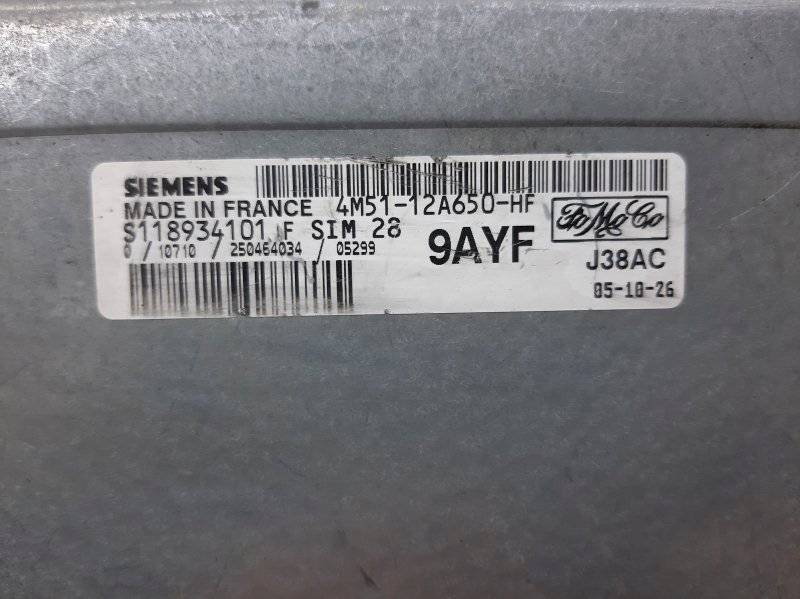 SIEMENS
MADE IN FRANCE 4M51-12A650-HF
S118934101 F SIM 28
0 / 10710 / 250464034 / 05299
9AYF
FoMoCo
J38AC
05-10-26